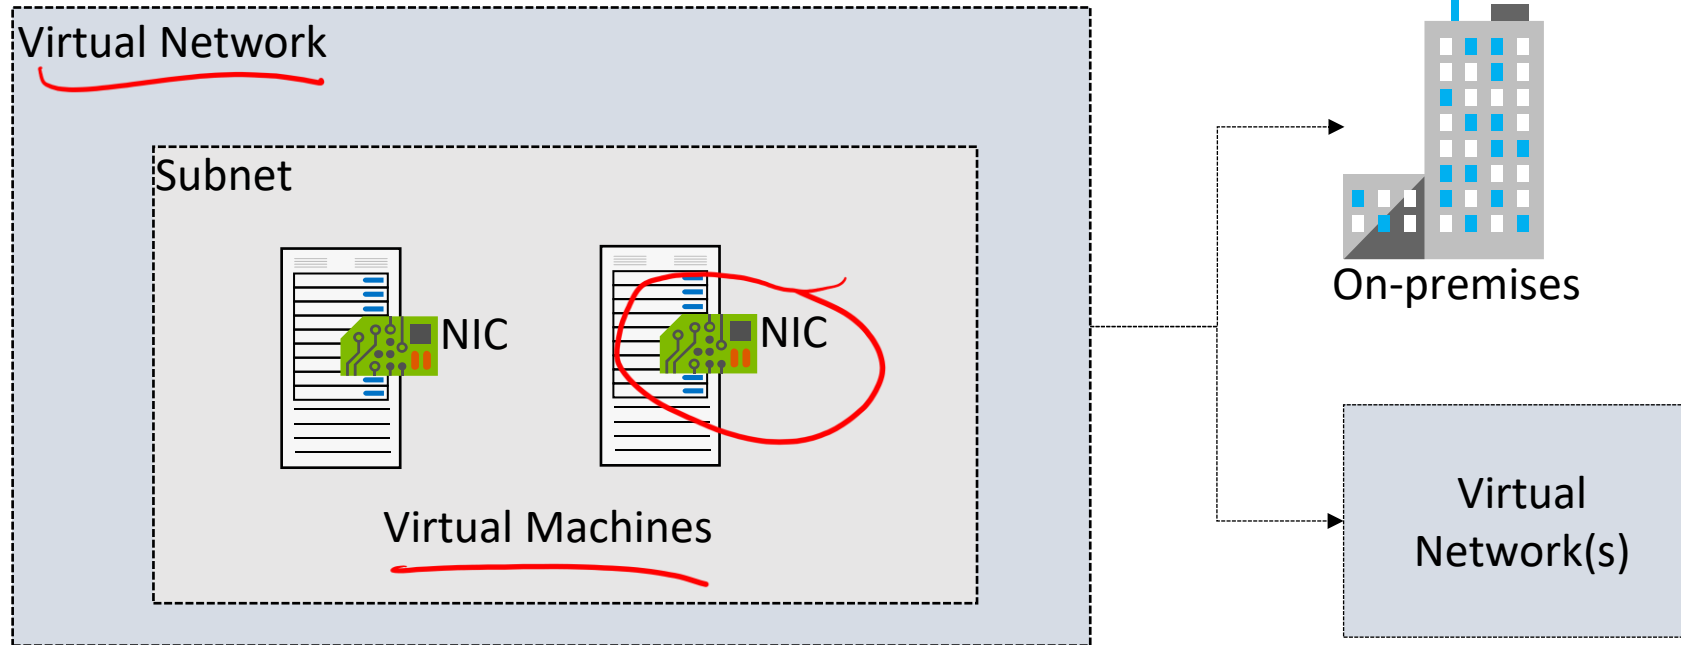 Virtual Network
Subnet
NIC
NIC
Virtual Machines
On-premises
Virtual
Network(s)